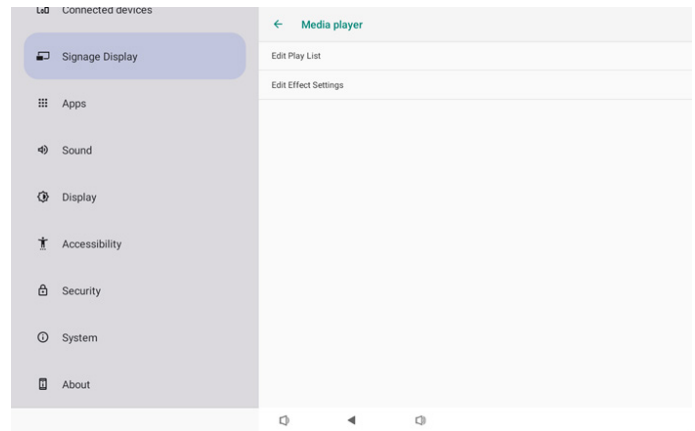 Connected devices
Signage Display
Apps
Sound
Display
Accessibility
Security
System
About
Media player
Edit Play List
Edit Effect Settings